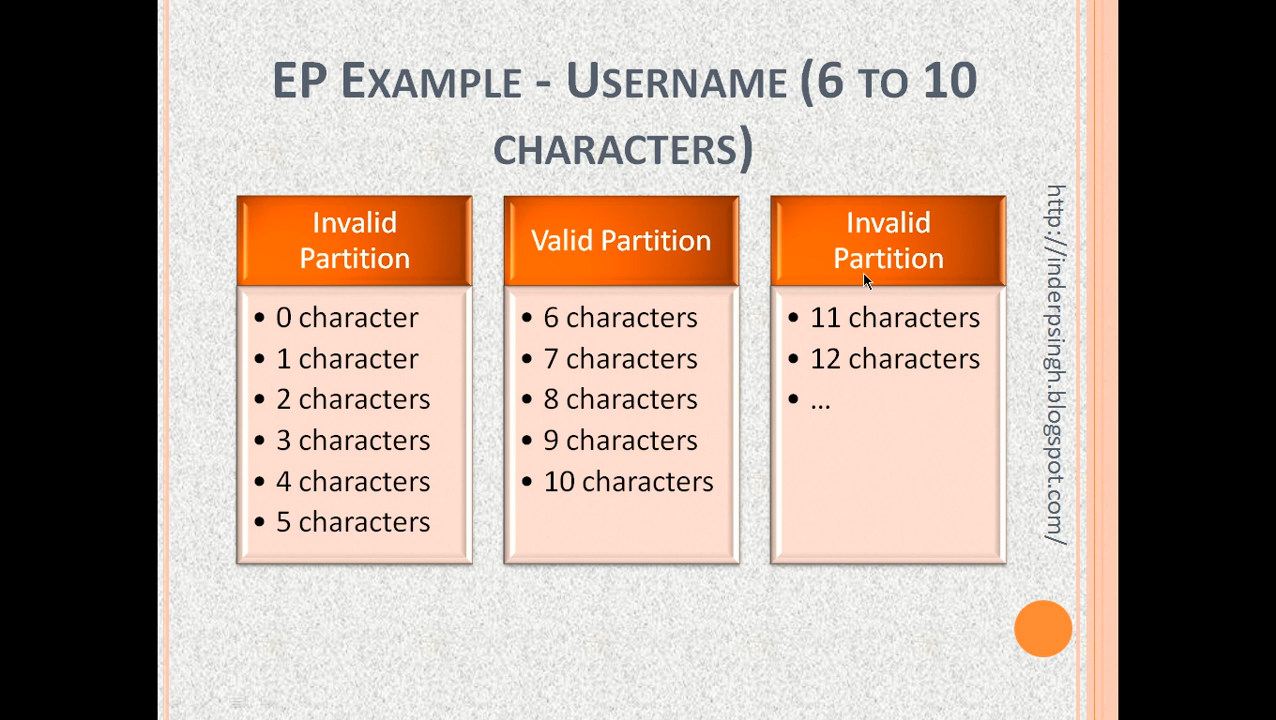 EP Example - Username (6 to 10
characters)
Invalid
Partition
• 0 character
• 1 character
• 2 characters
• 3 characters
• 4 characters
• 5 characters
Valid Partition
• 6 characters
• 7 characters
• 8 characters
• 9 characters
• 10 characters
Invalid
Partition
• 11 characters
• 12 characters
• ...
http://inderpsingh.blogspot.com/